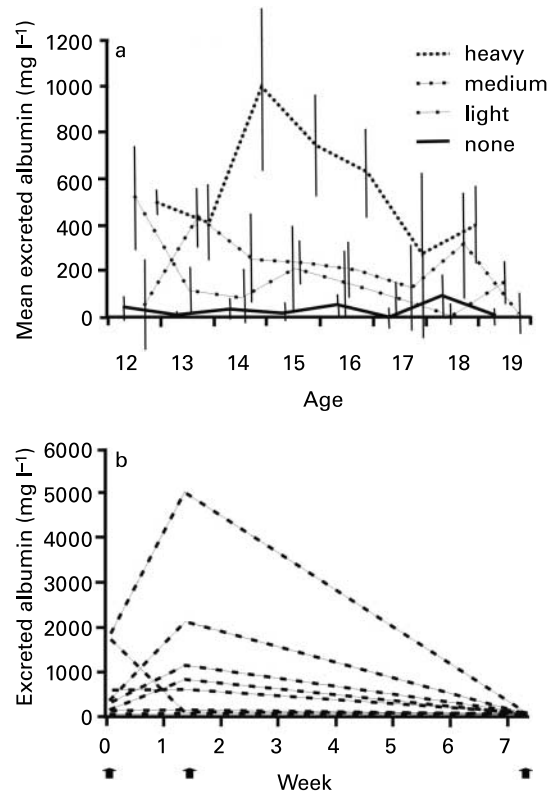 a
Mean excreted albumin (mg l⁻¹)
1200
1000
800
600
400
200
0
heavy
medium
light
none
12 13 14 15 16 17 18 19
Age
b
Excreted albumin (mg l⁻¹)
6000
5000
4000
3000
2000
1000
0
0 1 2 3 4 5 6 7
Week